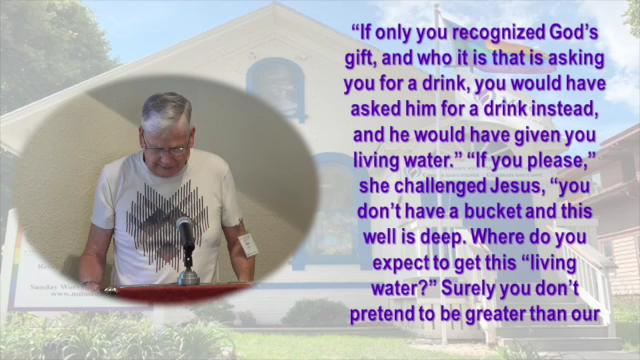 “If only you recognized God’s
gift, and who it is that is asking
you for a drink, you would have
asked him for a drink instead,
and he would have given you
living water.” “If you please,”
she challenged Jesus, “you
don’t have a bucket and this
well is deep. Where do you
expect to get this “living
water?” Surely you don’t
pretend to be greater than our